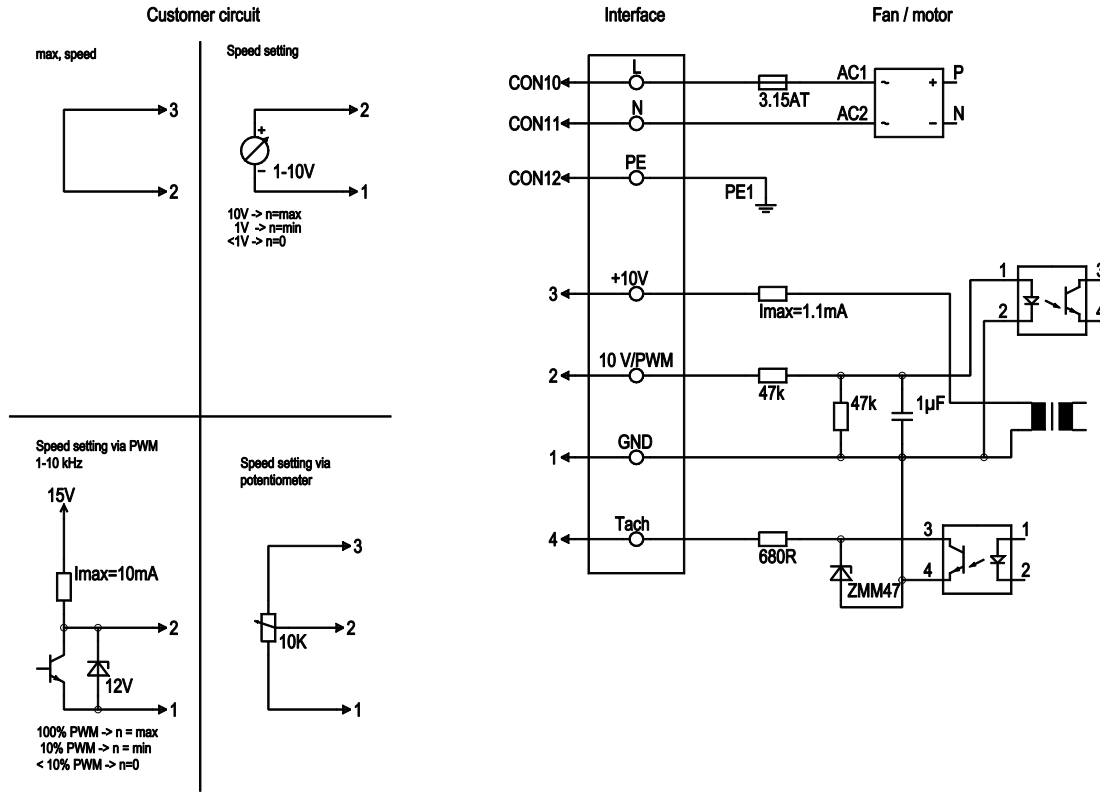 Customer circuit
Interface
Fan / motor
max, speed
3
2
Speed setting
2
+
−
1-10V
1
10V -> n=max
1V -> n=min
<1V -> n=0
Speed setting via PWM
1-10 kHz
15V
Imax=10mA
2
12V
1
100% PWM -> n = max
10% PWM -> n = min
< 10% PWM -> n=0
Speed setting via
potentiometer
3
2
10K
1
CON10
L
3.15AT
AC1
~
+
P
CON11
N
AC2
~
−
N
CON12
PE
PE1
3
+10V
Imax=1.1mA
1
2
3
4
2
10 V/PWM
47k
47k
1µF
1
GND
4
Tach
680R
ZMM47
3
4
1
2